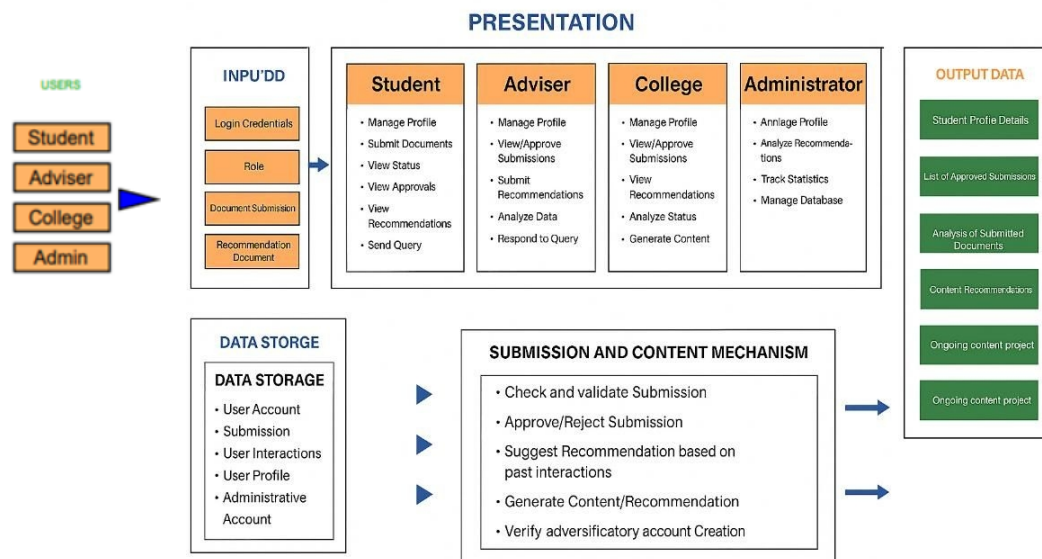 PRESENTATION
USERS
Student
Adviser
College
Admin
INPU'DD
Login Credentials
Role
Document Submission
Recommendation
Document
Student
• Manage Profile
• Submit Documents
• View Status
• View Approvals
• View
Recommendations
• Send Query
Adviser
• Manage Profile
• View/Approve
Submissions
• Submit
Recommendations
• Analyze Data
• Respond to Query
College
• Manage Profile
• View/Approve
Submissions
• View
Recommendations
• Analyze Status
• Generate Content
Administrator
• Annlage Profile
• Analyze Recommenda-
tions
• Track Statistics
• Manage Database
OUTPUT DATA
Student Profie Details
List of Approved Submissions
Analysis of Submitted
Documents
Content Recommendations
Ongoing content project
Ongoing content project
DATA STORGE
DATA STORAGE
• User Account
• Submission
• User Interactions
• User Profile
• Administrative
Account
SUBMISSION AND CONTENT MECHANISM
• Check and validate Submission
• Approve/Reject Submission
• Suggest Recommendation based on
past interactions
• Generate Content/Recommendation
• Verify adversificatory account Creation